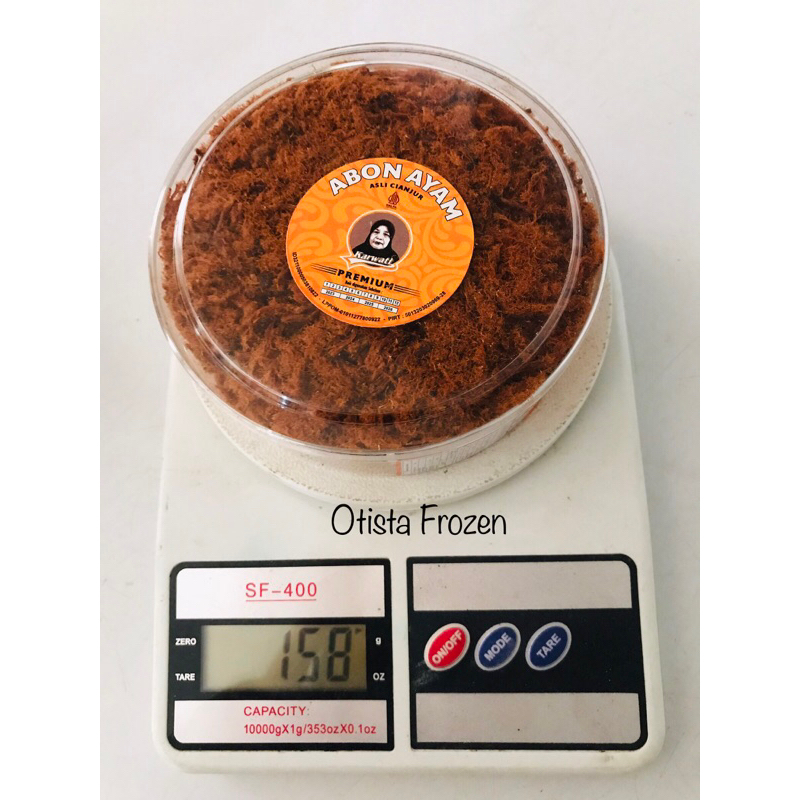 ABON AYAM
ASLI CIANJUR
Karwati
PREMIUM
Otista Frozen
SF-400
ZERO
158
g
TARE
OZ
ON/OFF
MODE
TARE
CAPACITY:
10000gX1g/353ozX0.1oz